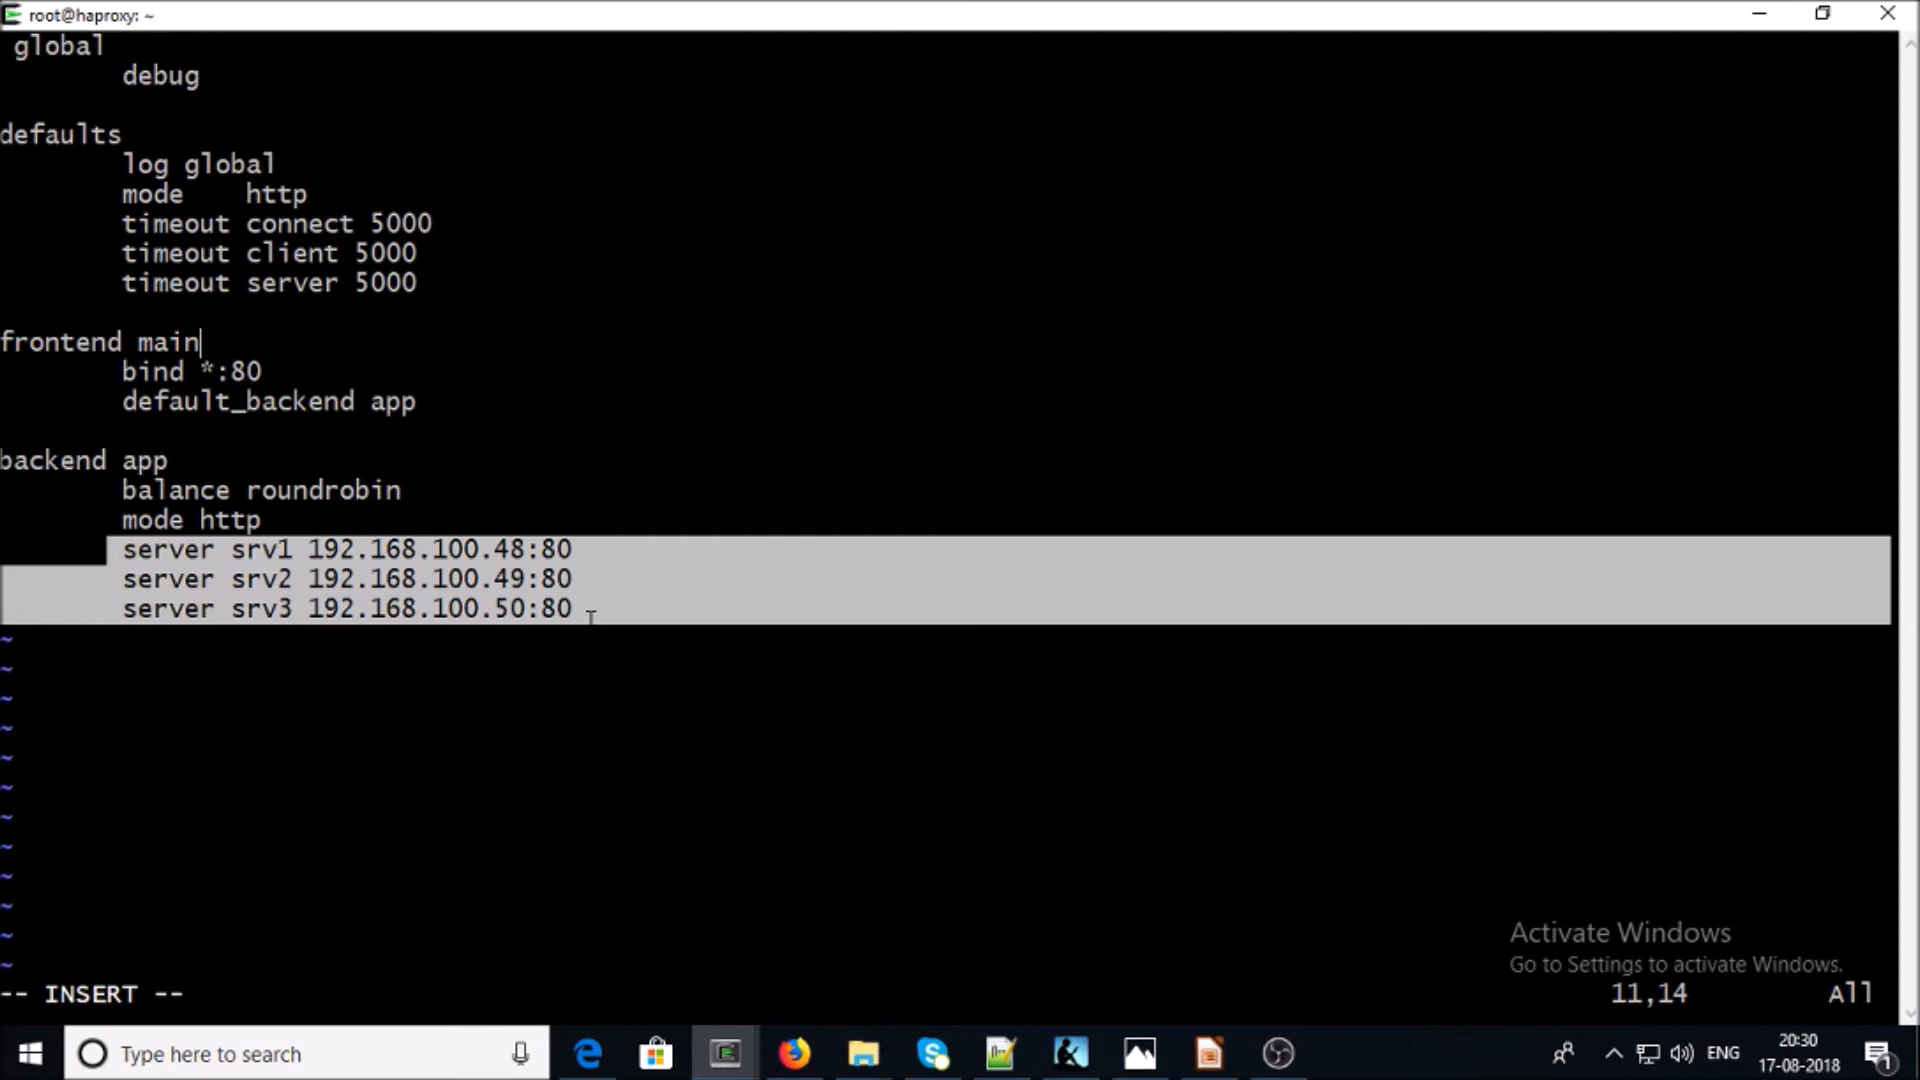 root@haproxy: ~
global
debug
defaults
log global
mode    http
timeout connect 5000
timeout client 5000
timeout server 5000
frontend main
bind *:80
default_backend app
backend app
balance roundrobin
mode http
server srv1 192.168.100.48:80
server srv2 192.168.100.49:80
server srv3 192.168.100.50:80
~
~
~
~
~
~
~
~
~
~
~
~
Activate Windows
Go to Settings to activate Windows.
-- INSERT --    11,14    All
Type here to search
ENG
20:30
17-08-2018
1